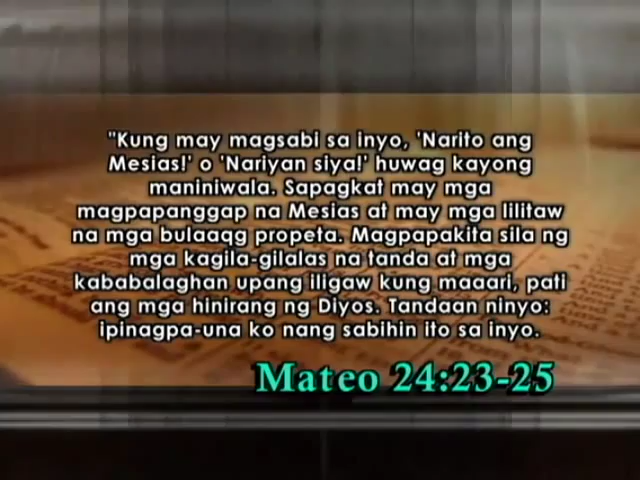 "Kung may magsabi sa inyo, 'Narito ang
Mesias!' o 'Nariyan siya!' huwag kayong
maniniwala. Sapagkat may mga
magpapanggap na Mesias at may mga lilitaw
na mga bulaaqg propeta. Magpapakita sila ng
mga kagila-gilalas na tanda at mga
kababalaghan upang iligaw kung maaari, pati
ang mga hinirang ng Diyos. Tandaan ninyo:
ipinagpa-una ko nang sabihin ito sa inyo.
Mateo 24:23-25